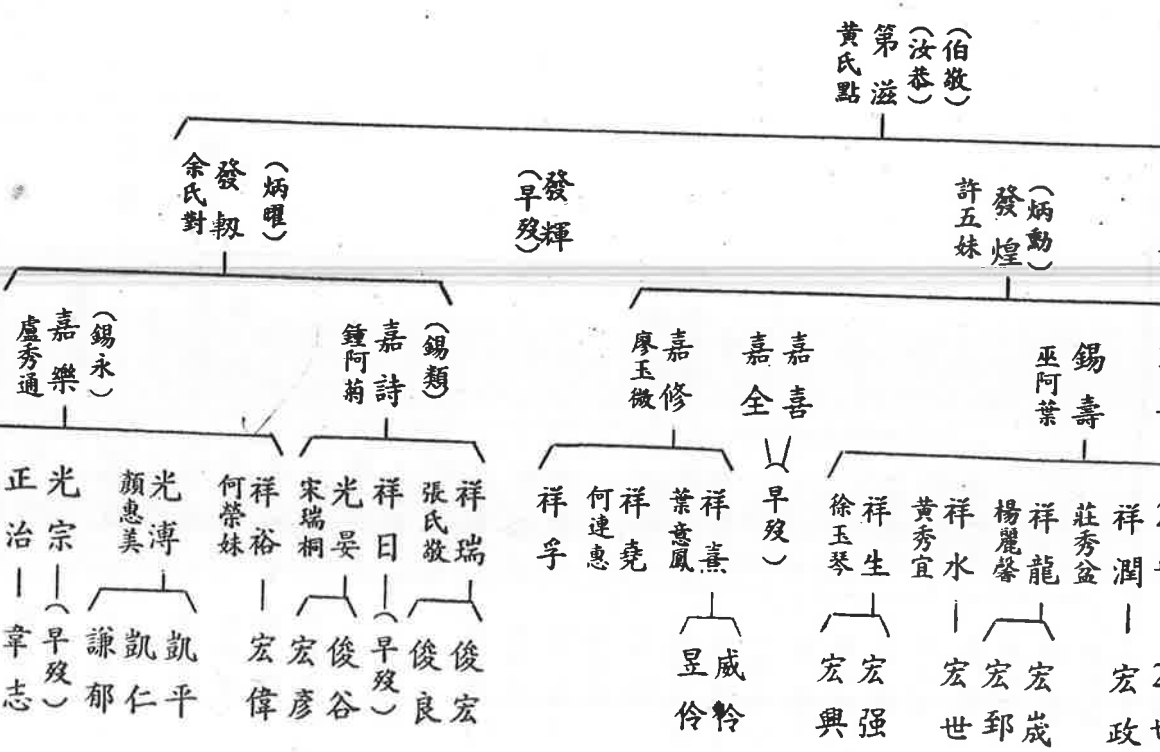 （伯敬）
（汝恭）
第滋
黃氏點
（炳勳）
發煌
許五妹
發輝
（早歿）
（炳曜）
發軔
余氏對
錫壽
巫阿葉
嘉喜
嘉全
嘉修
廖玉微
（錫類）
嘉詩
鍾阿菊
（錫永）
嘉樂
盧秀通
祥潤
莊秀盆
祥龍
楊麗馨
祥水
黃秀宜
祥生
徐玉琴
（早歿）
祥熹
葉意鳳
祥堯
何連惠
祥孚
祥瑞
張氏敬
祥日
光晏
宋瑞桐
祥裕
何榮妹
光溥
顏惠美
光宗
正治
宏政
宏晟
宏郅
宏世
宏强
宏興
威伶
昱伶
俊宏
俊良
（早歿）
俊谷
宏彥
宏偉
凱平
凱仁
謙郁
（早歿）
韋志